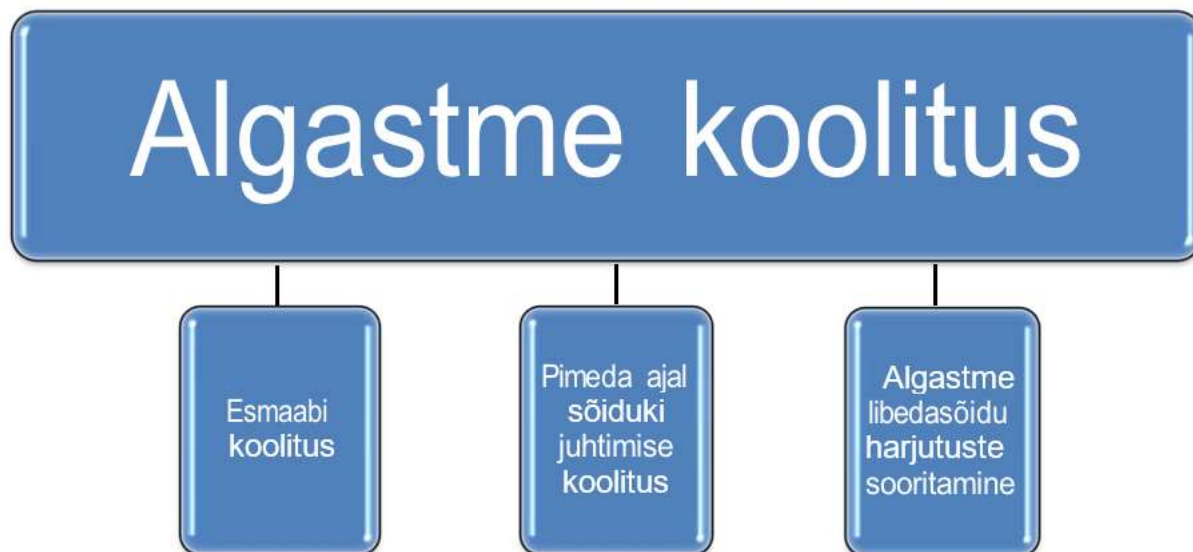 Algastme koolitus
Esmaabi
koolitus
Pimeda ajal
sõiduki
juhtimise
koolitus
Algastme
libedasõidu
harjutuste
sooritamine